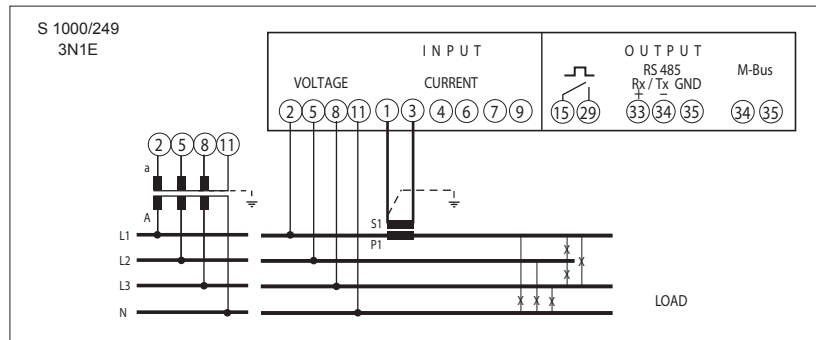 S 1000/249
3N1E
INPUT
OUTPUT
VOLTAGE
CURRENT
RS 485
Rx / Tx GND
+ −
M-Bus
2 5 8 11 1 3 4 6 7 9
15 29 33 34 35 34 35
2 5 8 11
a
A
S1
P1
L1
L2
L3
N
x x
x
x x x
LOAD